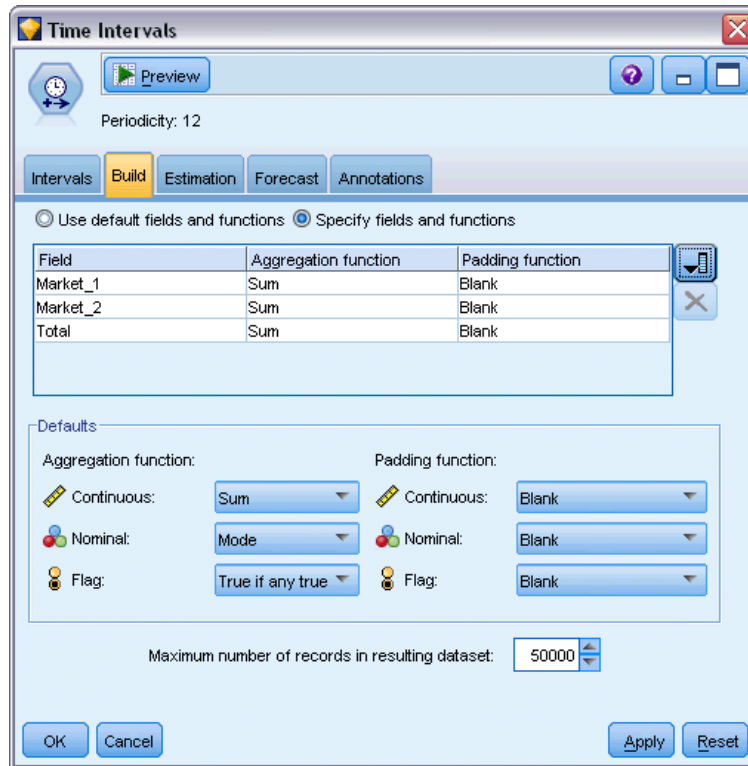 Time Intervals
Preview
Periodicity: 12
Intervals Build Estimation Forecast Annotations
Use default fields and functions Specify fields and functions
Field Aggregation function Padding function
Market_1 Sum Blank
Market_2 Sum Blank
Total Sum Blank
Defaults
Aggregation function: Padding function:
Continuous: Sum Continuous: Blank
Nominal: Mode Nominal: Blank
Flag: True if any true Flag: Blank
Maximum number of records in resulting dataset: 50000
OK Cancel Apply Reset